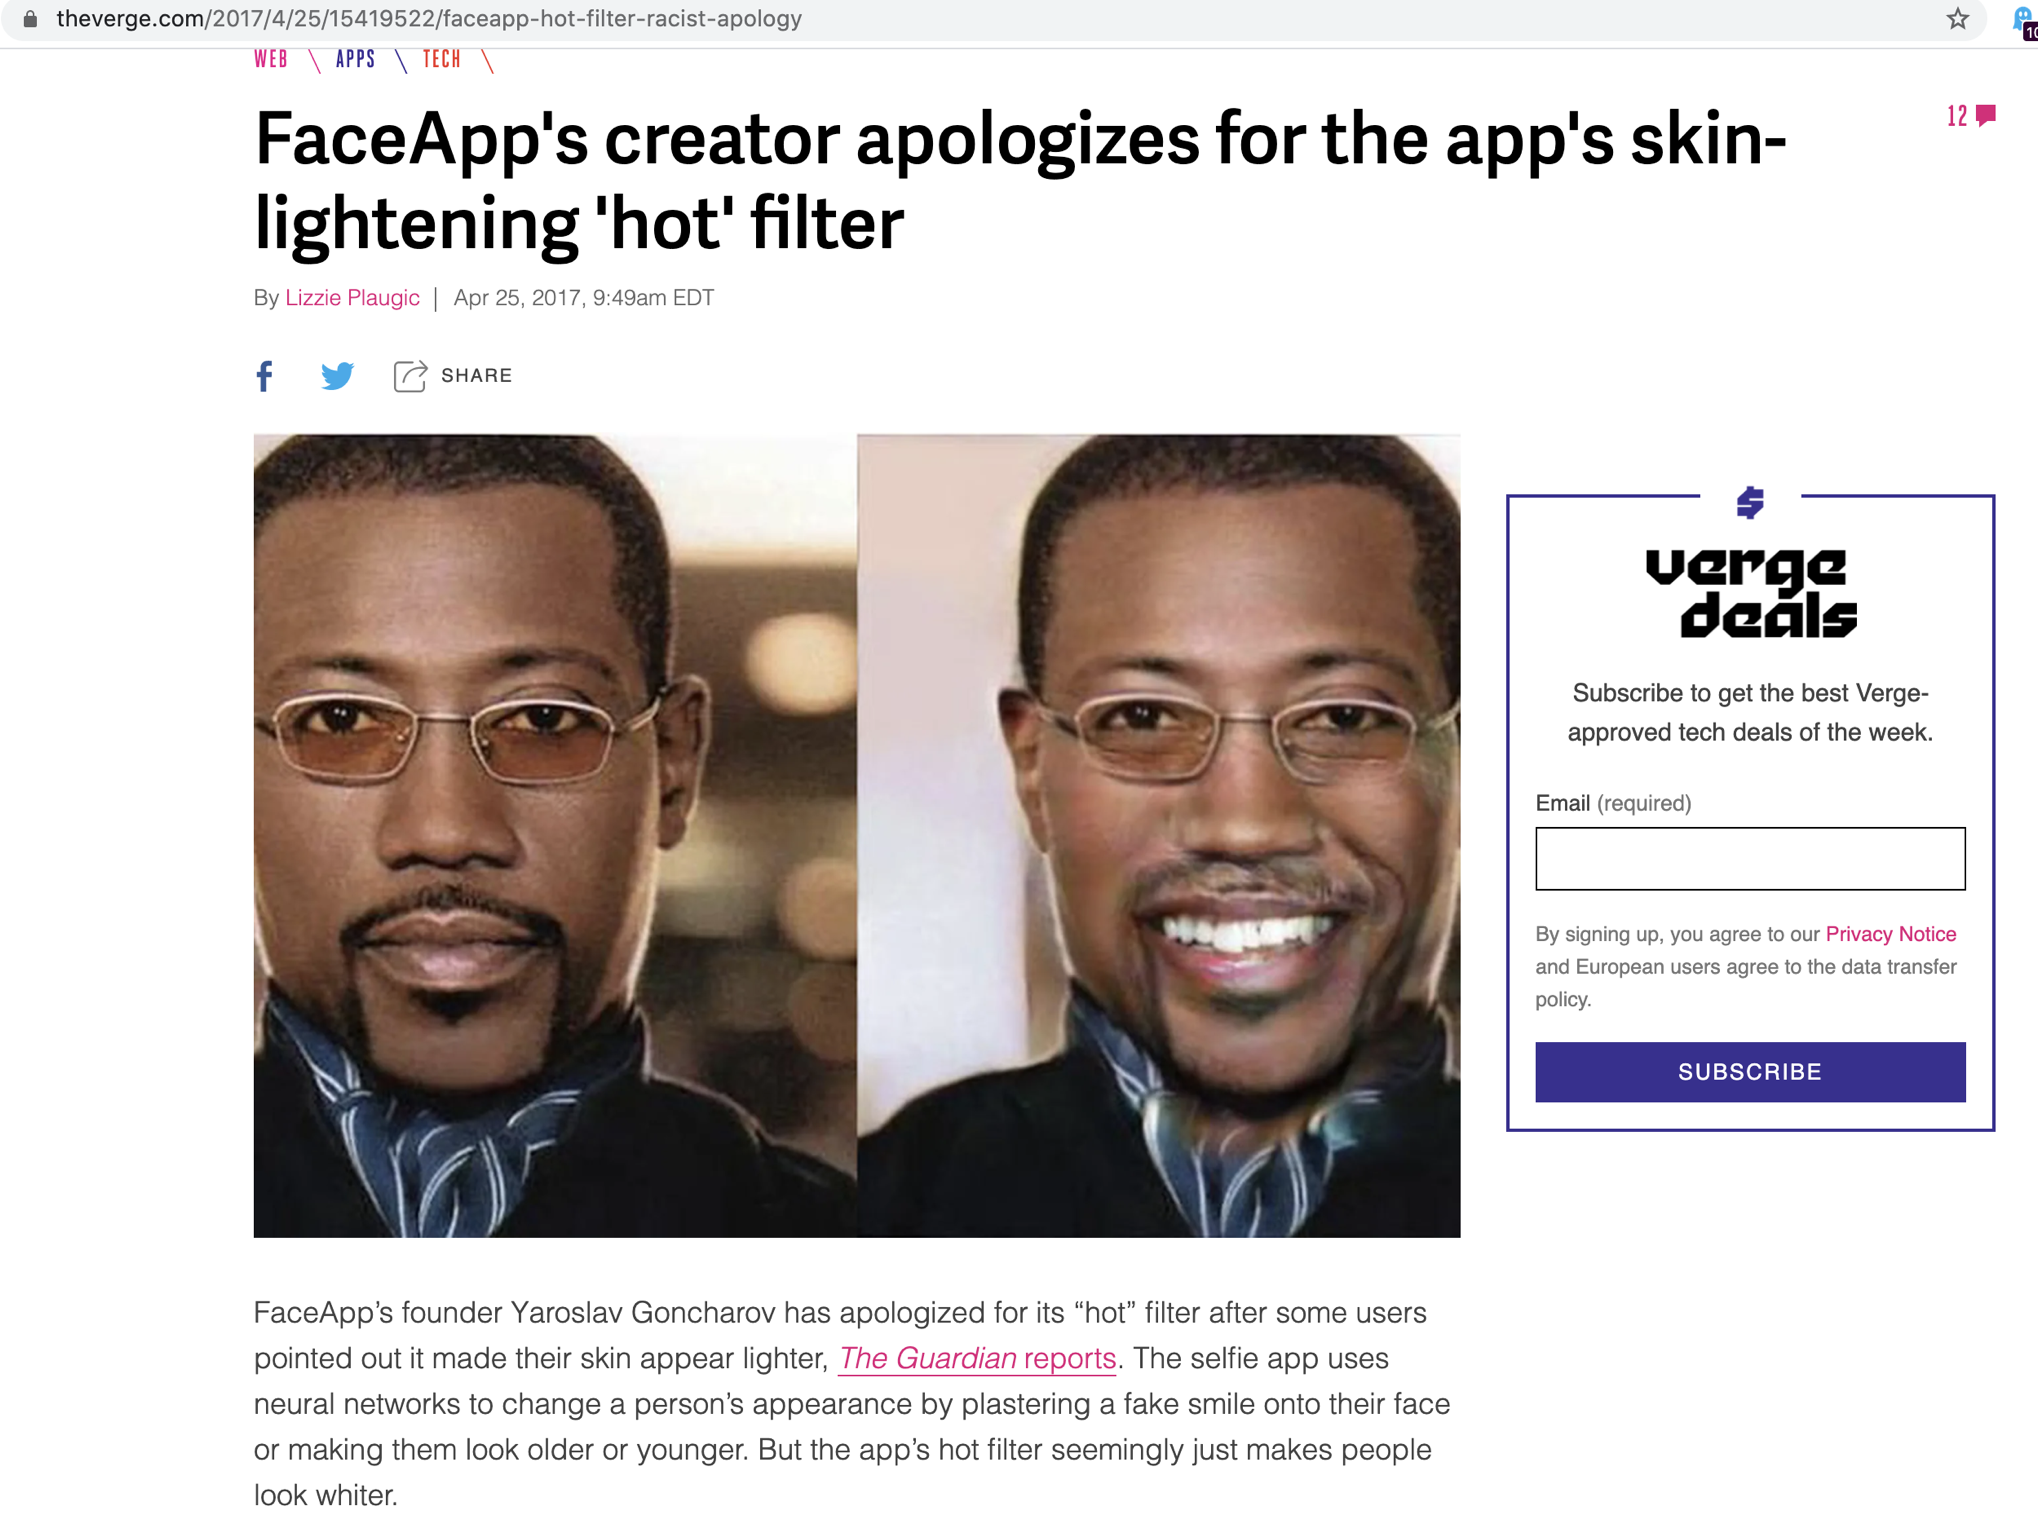 theverge.com/2017/4/25/15419522/faceapp-hot-filter-racist-apology
10
WEB \ APPS \ TECH \
FaceApp's creator apologizes for the app's skin-
lightening 'hot' filter
12
By Lizzie Plaugic | Apr 25, 2017, 9:49am EDT
f
SHARE
verge
deals
Subscribe to get the best Verge-
approved tech deals of the week.
Email (required)
By signing up, you agree to our Privacy Notice
and European users agree to the data transfer
policy.
SUBSCRIBE
FaceApp’s founder Yaroslav Goncharov has apologized for its “hot” filter after some users
pointed out it made their skin appear lighter, The Guardian reports. The selfie app uses
neural networks to change a person’s appearance by plastering a fake smile onto their face
or making them look older or younger. But the app’s hot filter seemingly just makes people
look whiter.